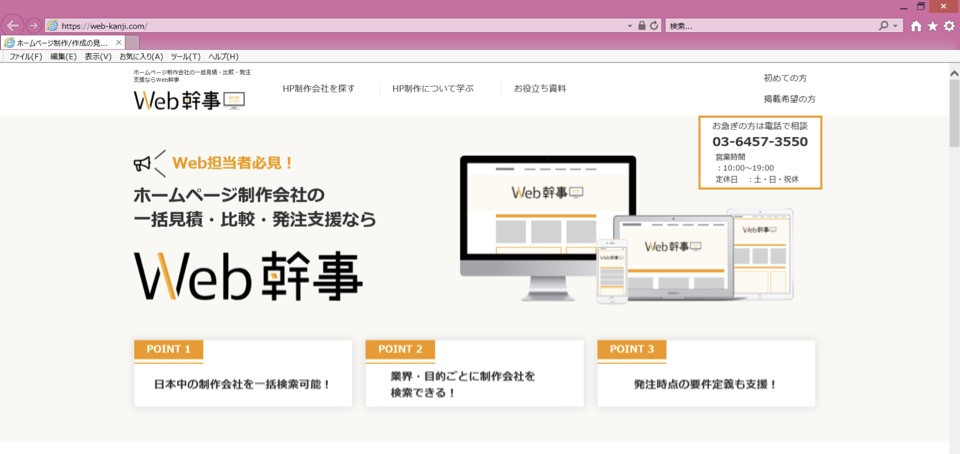 https://web-kanji.com/
検索...
ホームページ制作/作成の見...
ファイル(F) 編集(E) 表示(V) お気に入り(A) ツール(T) ヘルプ(H)
ホームページ制作会社の一括見積・比較・発注
支援ならWeb幹事
Web幹事
HP制作会社を探す
HP制作について学ぶ
お役立ち資料
初めての方
掲載希望の方
お急ぎの方は電話で相談
03-6457-3550
営業時間
:10:00〜19:00
定休日 :土・日・祝休
Web担当者必見！
ホームページ制作会社の
一括見積・比較・発注支援なら
Web幹事
Web幹事
Web幹事
Web幹事
Web幹事
POINT 1
日本中の制作会社を一括検索可能！
POINT 2
業界・目的ごとに制作会社を
検索できる！
POINT 3
発注時点の要件定義も支援！